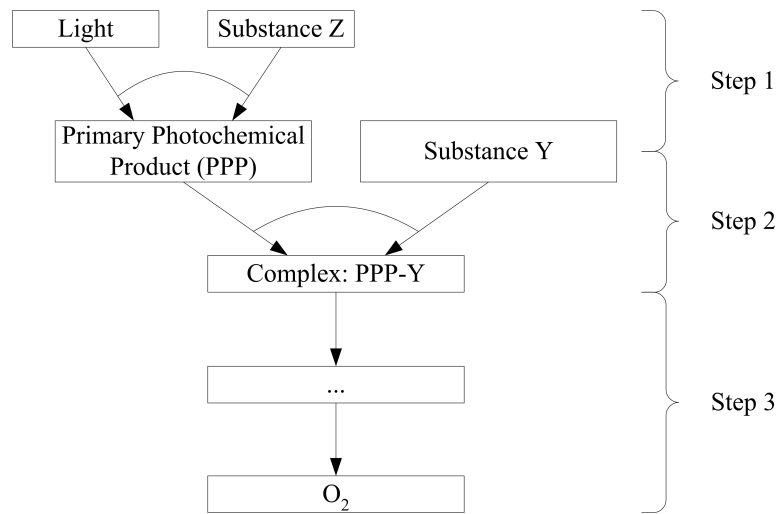 Light
Substance Z
Step 1
Primary Photochemical
Product (PPP)
Substance Y
Step 2
Complex: PPP-Y
...
Step 3
O₂